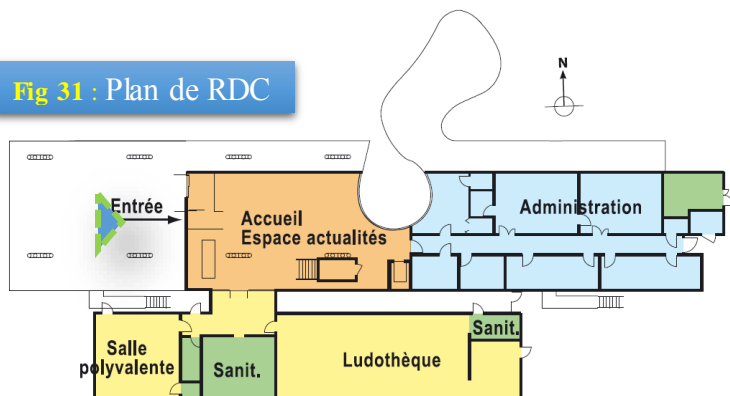 Fig 31 : Plan de RDC
N
Entrée
Accueil
Espace actualités
Administration
Salle
polyvalente
Sanit.
Ludothèque
Sanit.